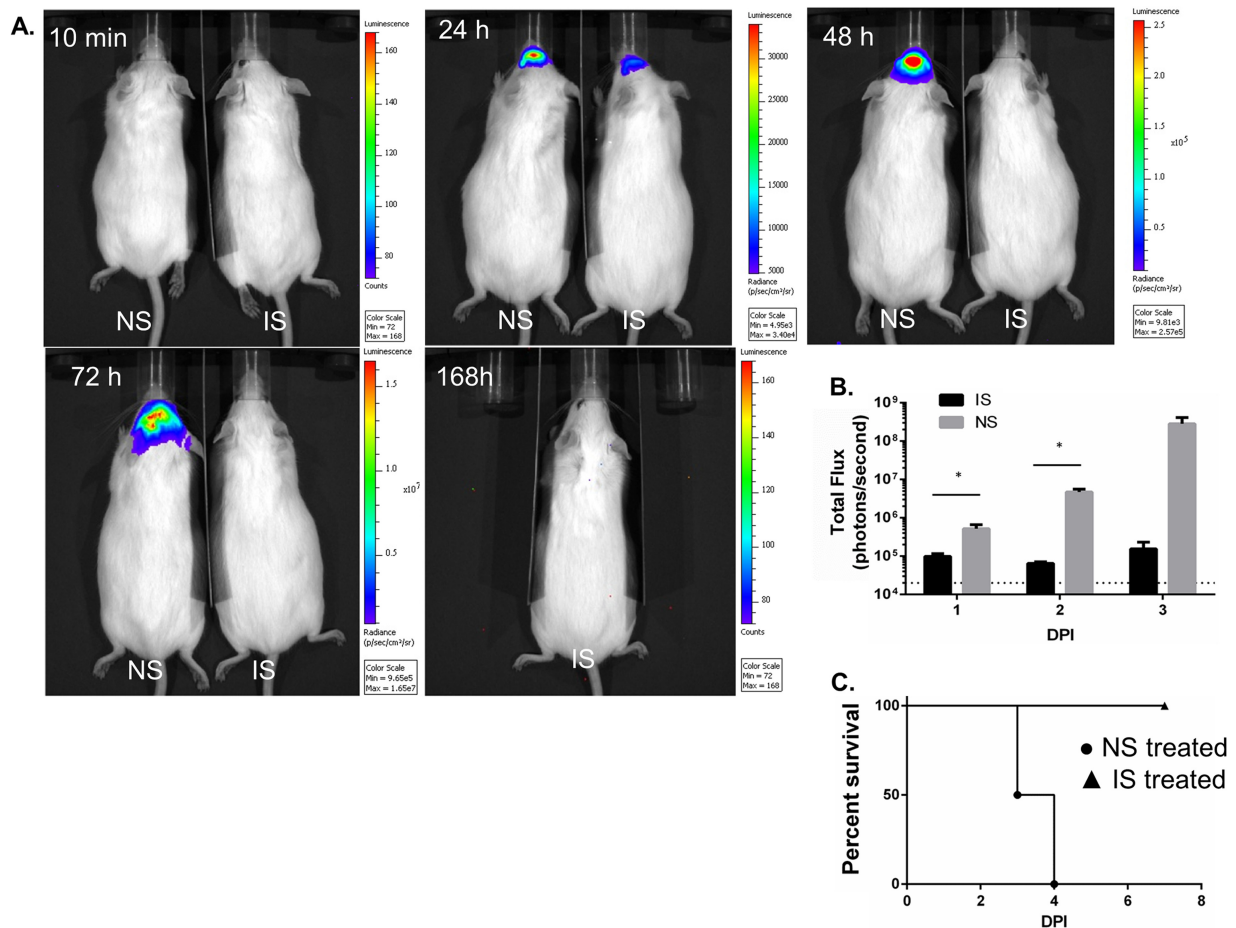 A.
10 min
NS
IS
Luminescence
160
140
120
100
80
Counts
Color Scale
Min = 72
Max = 168
24 h
NS
IS
Luminescence
30000
25000
20000
15000
10000
5000
Radiance
(p/sec/cm²/sr)
Color Scale
Min = 4.95e3
Max = 3.40e4
48 h
NS
IS
Luminescence
2.5
2.0
1.5
x10⁵
1.0
0.5
Radiance
(p/sec/cm²/sr)
Color Scale
Min = 9.81e3
Max = 2.57e5
72 h
NS
IS
Luminescence
1.5
1.0
x10⁷
0.5
Radiance
(p/sec/cm²/sr)
Color Scale
Min = 9.65e5
Max = 1.65e7
168h
IS
Luminescence
160
140
120
100
80
Counts
Color Scale
Min = 72
Max = 168
B.
IS
NS
Total Flux
(photons/second)
10⁹
10⁸
10⁷
10⁶
10⁵
10⁴
*
*
1 2 3
DPI
C.
Percent survival
100
50
0
NS treated
IS treated
0 2 4 6 8
DPI